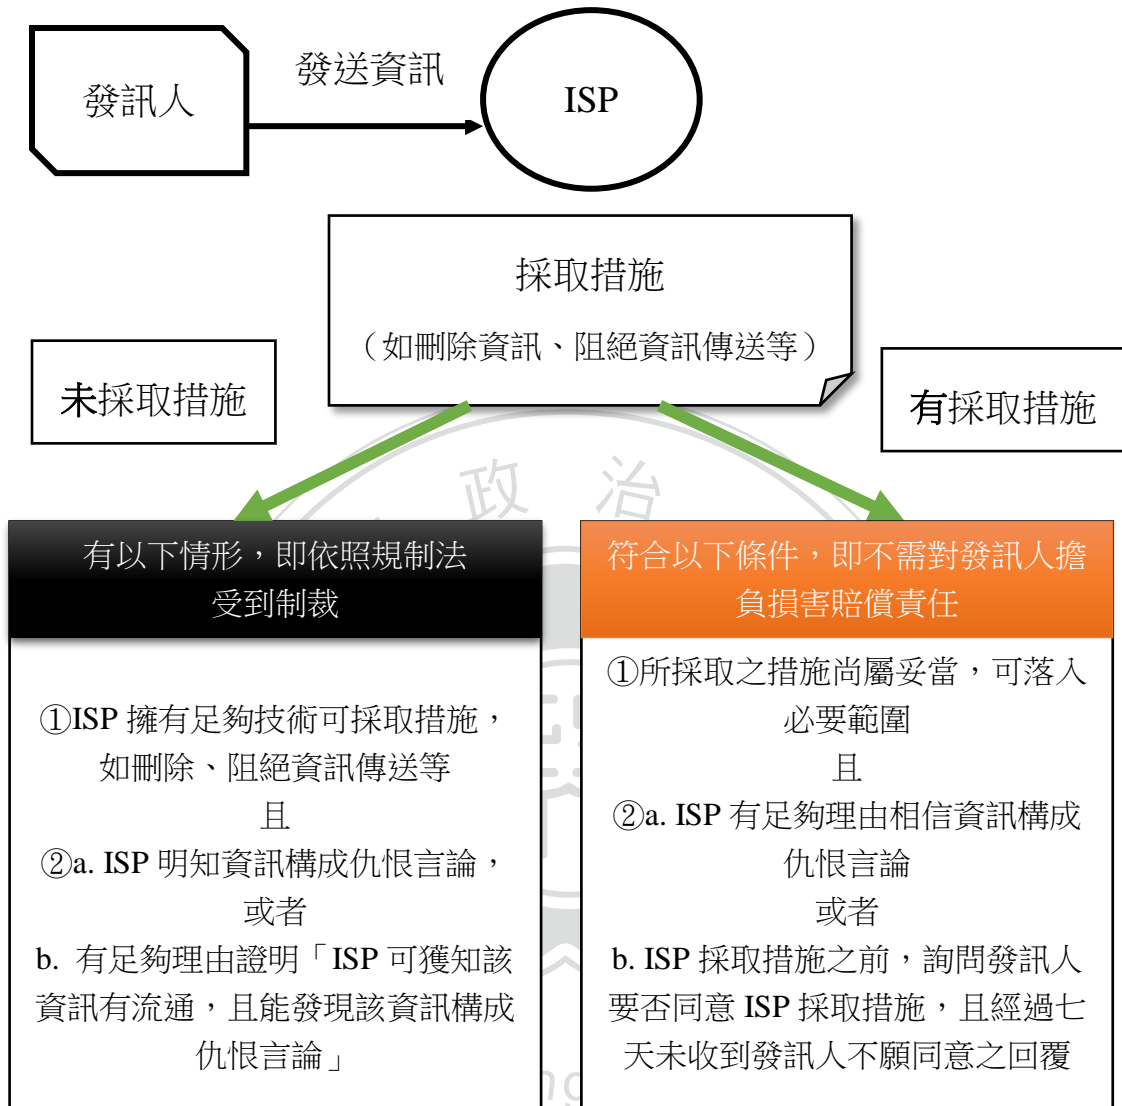 發訊人
發送資訊
ISP
採取措施
（如刪除資訊、阻絕資訊傳送等）
未採取措施
有採取措施
政 治
有以下情形，即依照規制法
受到制裁
①ISP 擁有足夠技術可採取措施，
如刪除、阻絕資訊傳送等
且
②a. ISP 明知資訊構成仇恨言論，
或者
b. 有足夠理由證明「ISP 可獲知該
資訊有流通，且能發現該資訊構成
仇恨言論」
符合以下條件，即不需對發訊人擔
負損害賠償責任
①所採取之措施尚屬妥當，可落入
必要範圍
且
②a. ISP 有足夠理由相信資訊構成
仇恨言論
或者
b. ISP 採取措施之前，詢問發訊人
要否同意 ISP 採取措施，且經過七
天未收到發訊人不願同意之回覆